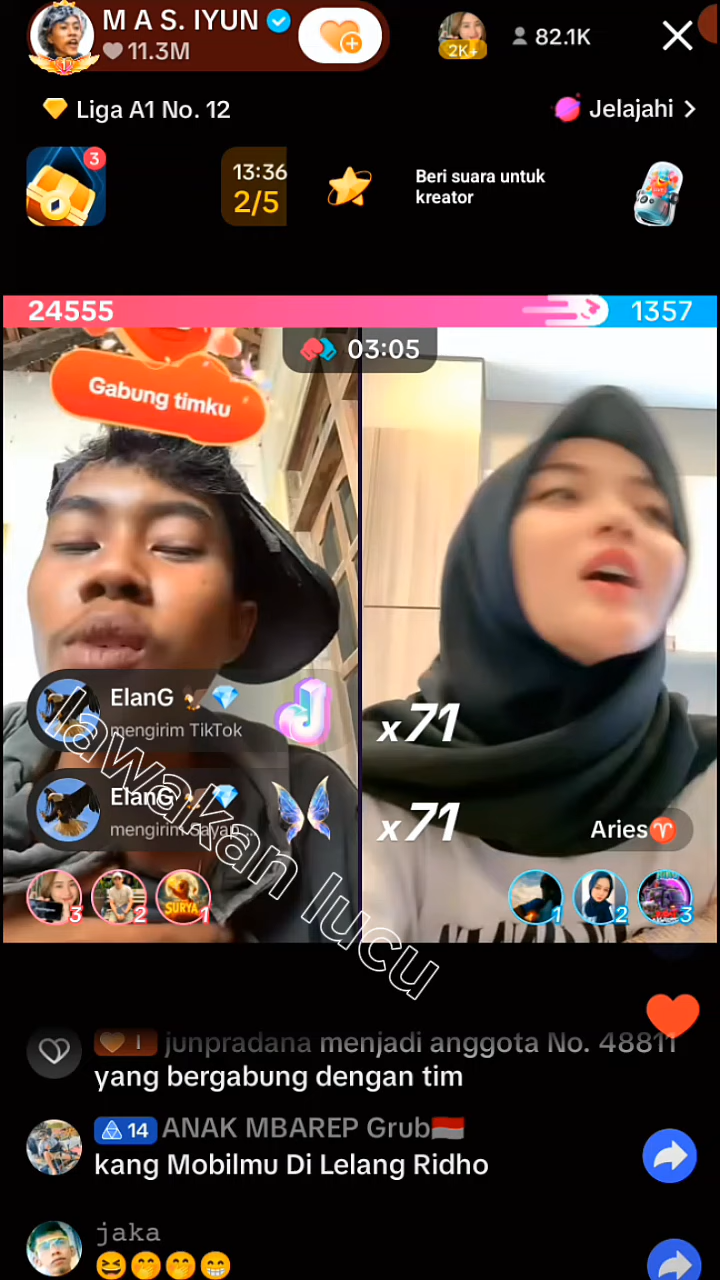 M A S. IYUN
11.3M
2K+
82.1K
Liga A1 No. 12
Jelajahi >
3
13:36
2/5
Beri suara untuk
kreator
24555
1357
03:05
Gabung timku
ElanG
mengirim TikTok
x71
ElanG
mengirim Sayap...
x71
Aries♈
lawakan lucu
3
2
SURYA
1
1
2
3
I junpradana menjadi anggota No. 48811
yang bergabung dengan tim
14 ANAK MBAREP Grub🇮🇩
kang Mobilmu Di Lelang Ridho
jaka
😆🤭🤭😁